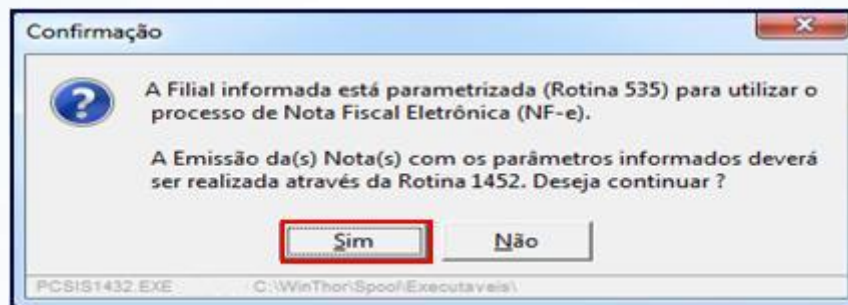 Confirmação
A Filial informada está parametrizada (Rotina 535) para utilizar o
processo de Nota Fiscal Eletrônica (NF-e).
A Emissão da(s) Nota(s) com os parâmetros informados deverá
ser realizada através da Rotina 1452. Deseja continuar ?
Sim Não
PCSIS1432.EXE C:\WinThor\Spool\Executaveis\